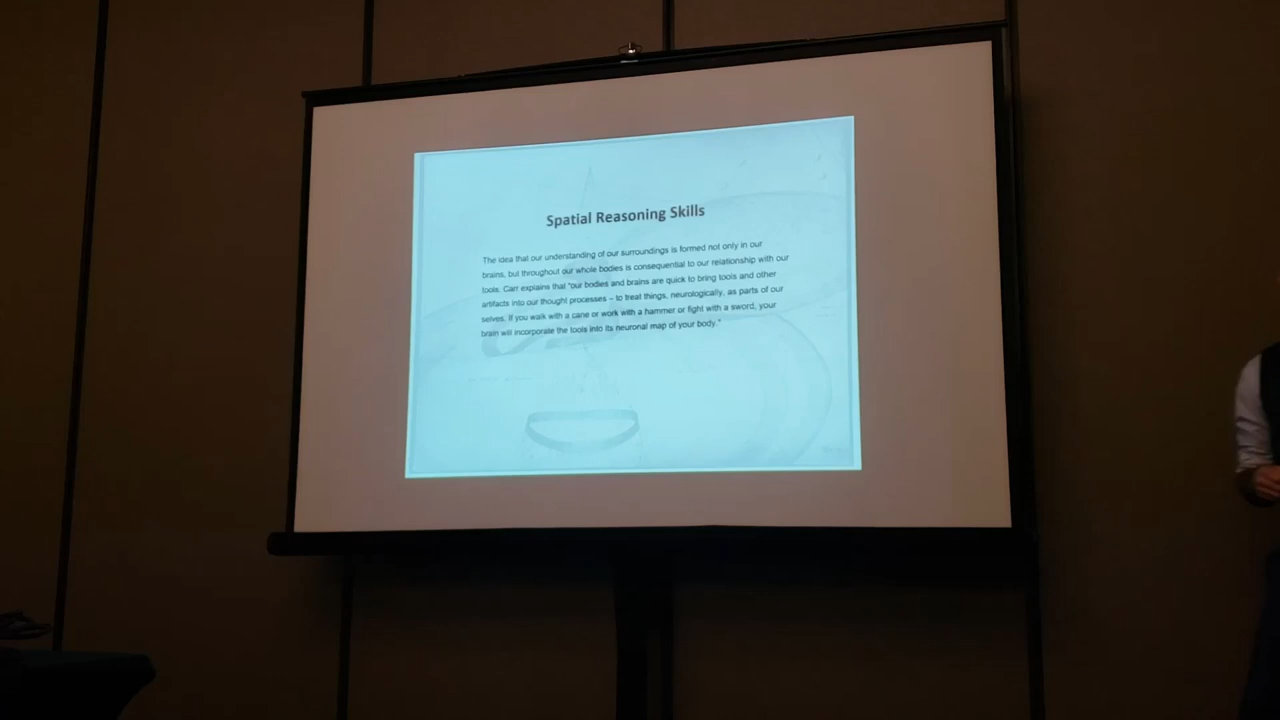 Spatial Reasoning Skills
The idea that our understanding of our surroundings is formed not only in our
brains, but throughout our whole bodies is consequential to our relationship with our
tools. Carr explains that "our bodies and brains are quick to bring tools and other
artifacts into our thought processes – to treat things, neurologically, as parts of our
selves. If you walk with a cane or work with a hammer or fight with a sword, your
brain will incorporate the tools into its neuronal map of your body."